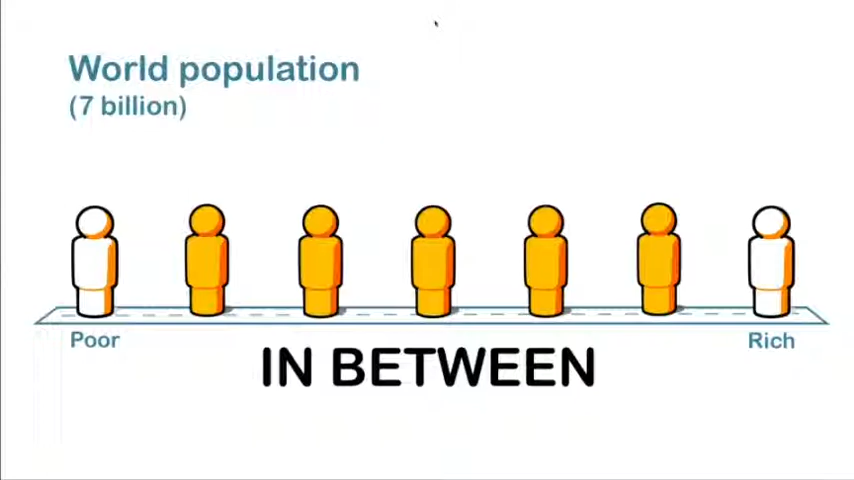 World population
(7 billion)
Poor
Rich
IN BETWEEN